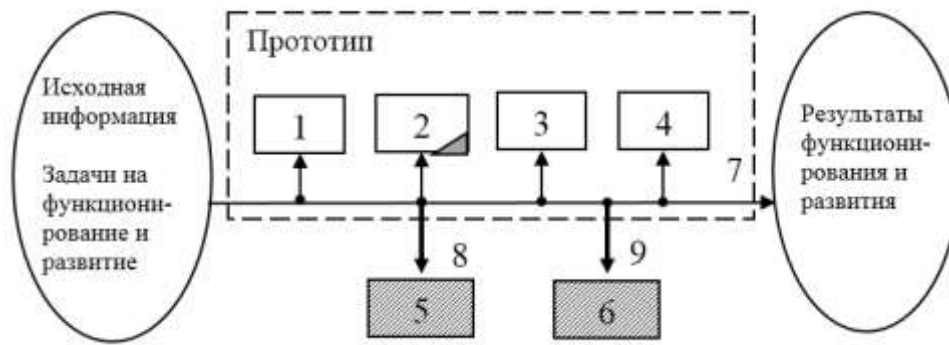 Прототип
Исходная
информация
Задачи на
функциони-
рование и
развитие
1
2
3
4
7
Результаты
функциони-
рования и
развития
8
9
5
6